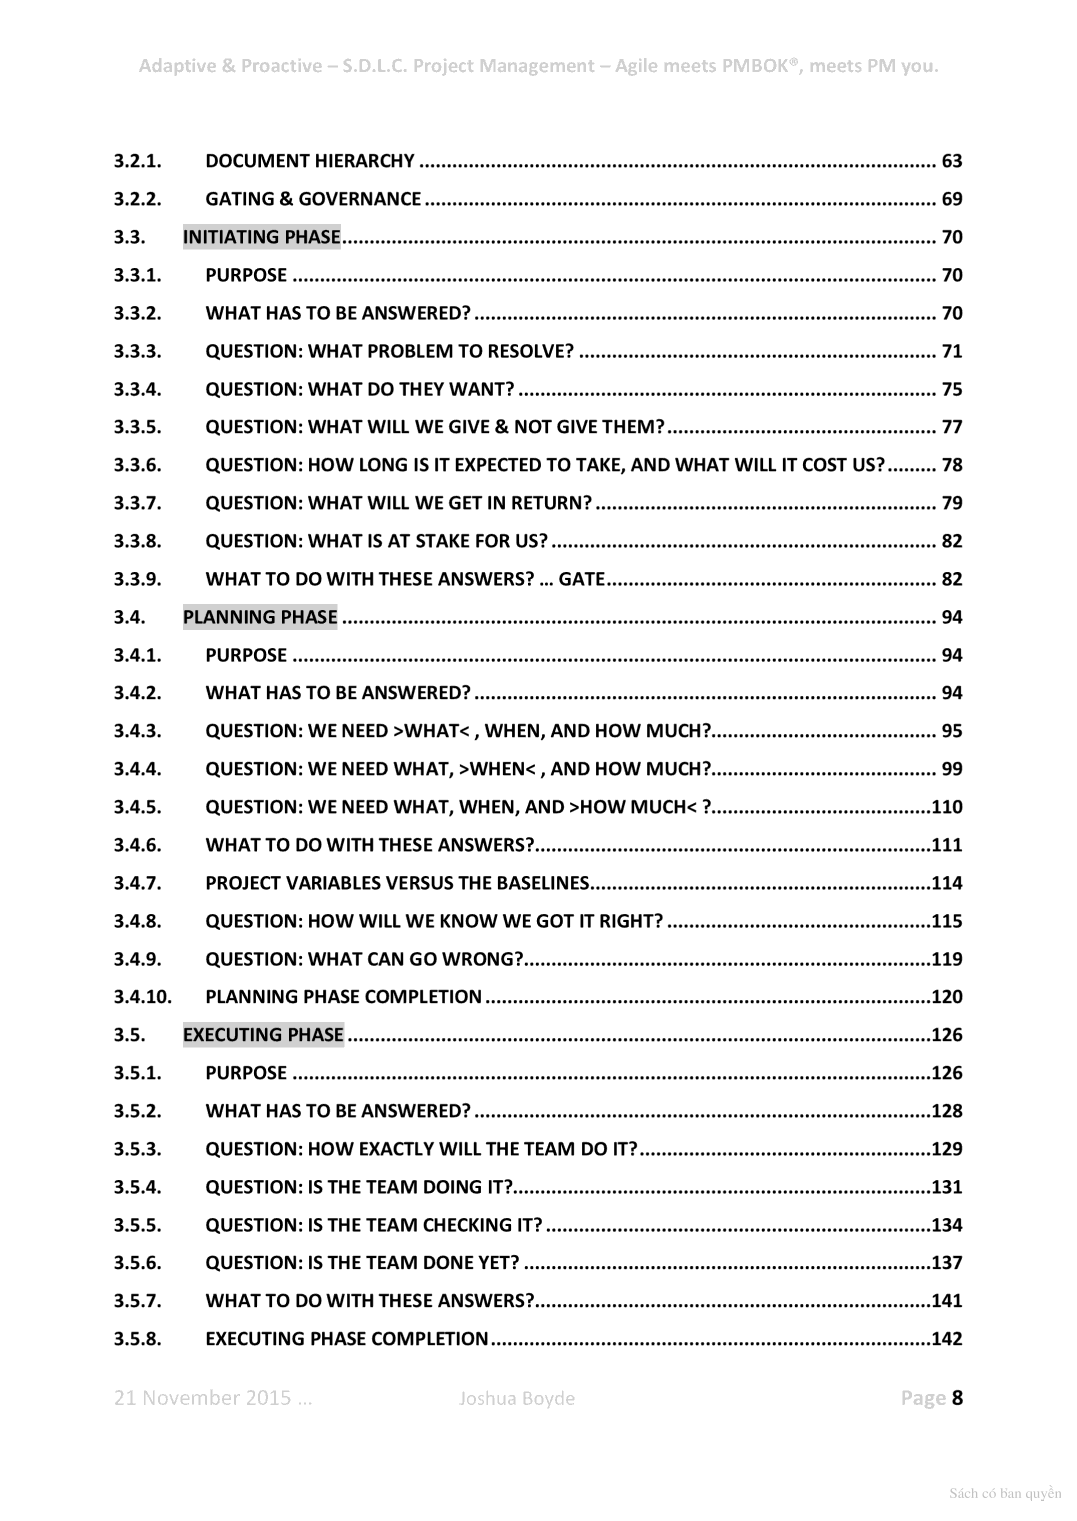 Adaptive & Proactive – S.D.L.C. Project Management – Agile meets PMBOK®, meets PM you.
3.2.1. DOCUMENT HIERARCHY ........ 63
3.2.2. GATING & GOVERNANCE ........ 69
3.3. INITIATING PHASE ........ 70
3.3.1. PURPOSE ........ 70
3.3.2. WHAT HAS TO BE ANSWERED? ........ 70
3.3.3. QUESTION: WHAT PROBLEM TO RESOLVE? ........ 71
3.3.4. QUESTION: WHAT DO THEY WANT? ........ 75
3.3.5. QUESTION: WHAT WILL WE GIVE & NOT GIVE THEM? ........ 77
3.3.6. QUESTION: HOW LONG IS IT EXPECTED TO TAKE, AND WHAT WILL IT COST US? ........ 78
3.3.7. QUESTION: WHAT WILL WE GET IN RETURN? ........ 79
3.3.8. QUESTION: WHAT IS AT STAKE FOR US? ........ 82
3.3.9. WHAT TO DO WITH THESE ANSWERS? ... GATE ........ 82
3.4. PLANNING PHASE ........ 94
3.4.1. PURPOSE ........ 94
3.4.2. WHAT HAS TO BE ANSWERED? ........ 94
3.4.3. QUESTION: WE NEED >WHAT< , WHEN, AND HOW MUCH? ........ 95
3.4.4. QUESTION: WE NEED WHAT, >WHEN< , AND HOW MUCH? ........ 99
3.4.5. QUESTION: WE NEED WHAT, WHEN, AND >HOW MUCH< ? ........ 110
3.4.6. WHAT TO DO WITH THESE ANSWERS? ........ 111
3.4.7. PROJECT VARIABLES VERSUS THE BASELINES ........ 114
3.4.8. QUESTION: HOW WILL WE KNOW WE GOT IT RIGHT? ........ 115
3.4.9. QUESTION: WHAT CAN GO WRONG? ........ 119
3.4.10. PLANNING PHASE COMPLETION ........ 120
3.5. EXECUTING PHASE ........ 126
3.5.1. PURPOSE ........ 126
3.5.2. WHAT HAS TO BE ANSWERED? ........ 128
3.5.3. QUESTION: HOW EXACTLY WILL THE TEAM DO IT? ........ 129
3.5.4. QUESTION: IS THE TEAM DOING IT? ........ 131
3.5.5. QUESTION: IS THE TEAM CHECKING IT? ........ 134
3.5.6. QUESTION: IS THE TEAM DONE YET? ........ 137
3.5.7. WHAT TO DO WITH THESE ANSWERS? ........ 141
3.5.8. EXECUTING PHASE COMPLETION ........ 142
21 November 2015 ... Joshua Boyde Page 8
Sách có bản quyền